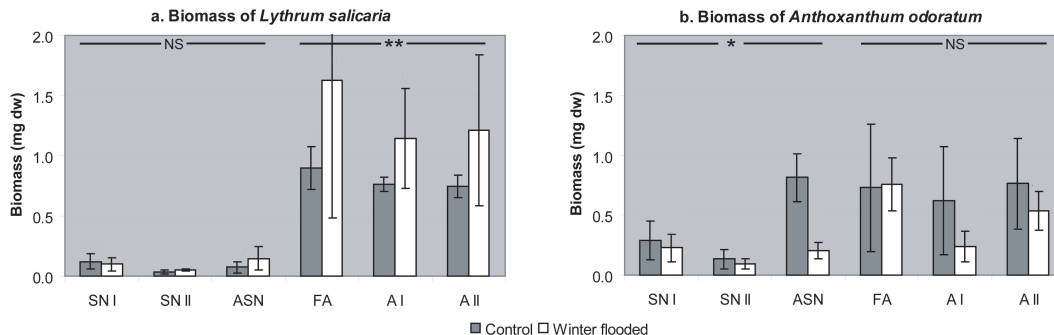 a. Biomass of Lythrum salicaria
2.0
1.5
1.0
0.5
0.0
Biomass (mg dw)
NS
**
SN I
SN II
ASN
FA
A I
A II
b. Biomass of Anthoxanthum odoratum
2.0
1.5
1.0
0.5
0.0
Biomass (mg dw)
*
NS
SN I
SN II
ASN
FA
A I
A II
Control Winter flooded